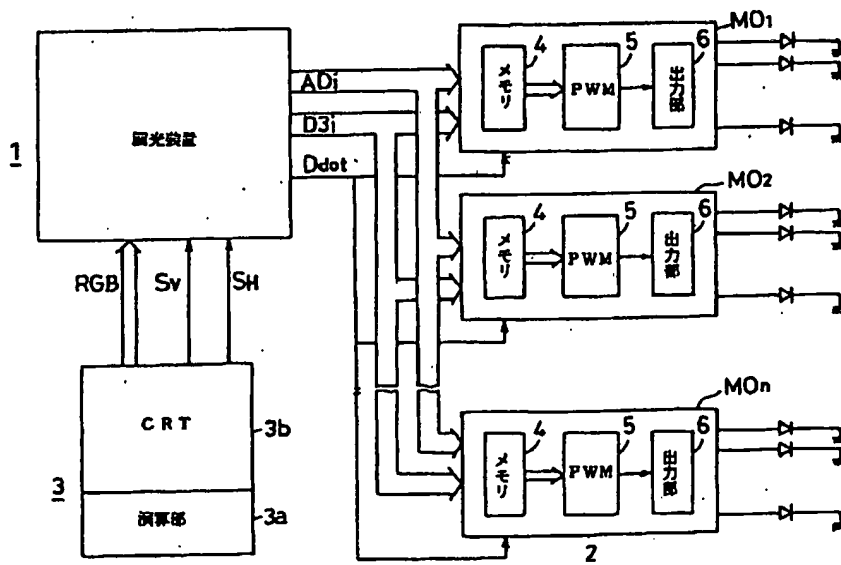 MO1
4
5
6
メモリ
PWM
出力部
ADi
D3i
Ddot
1
調光装置
MO2
4
5
6
メモリ
PWM
出力部
RGB
SV
SH
MOn
4
5
6
メモリ
PWM
出力部
CRT
3b
3
演算部
3a
2